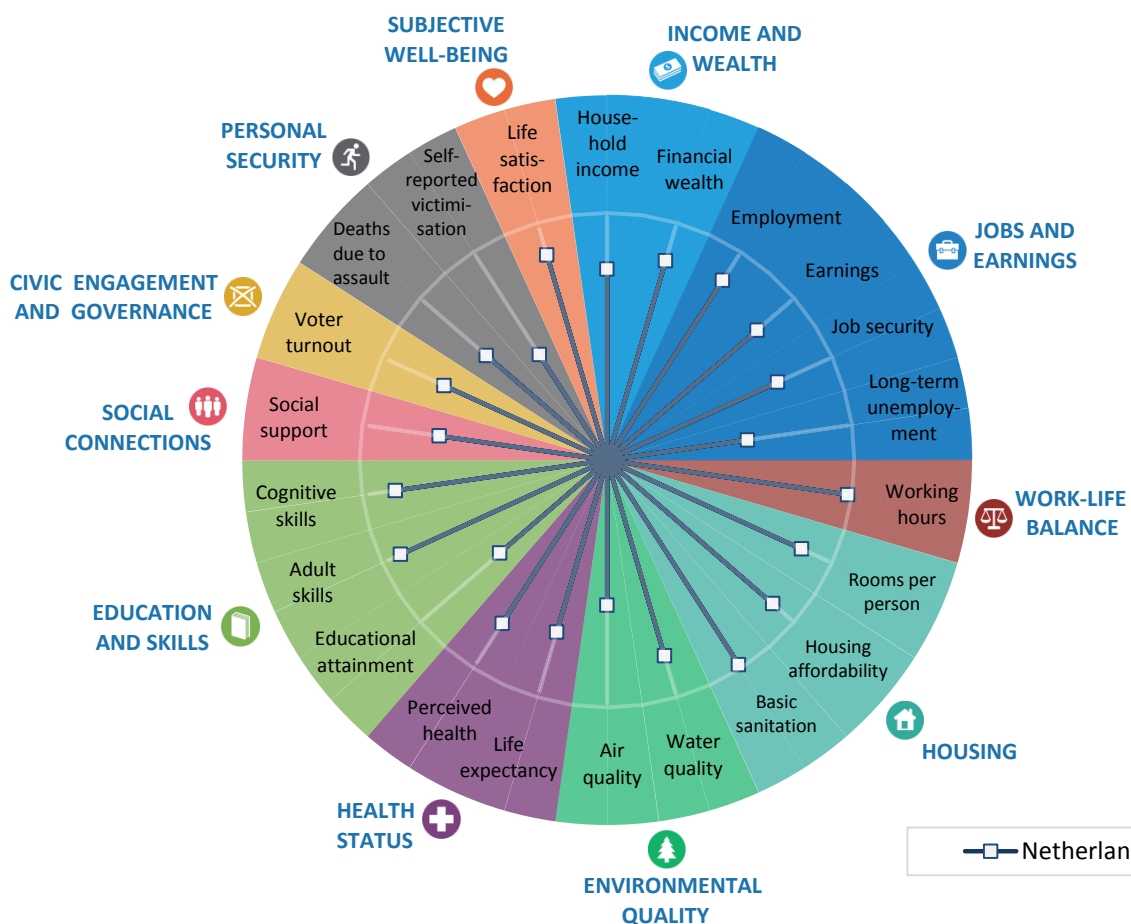 SUBJECTIVE
WELL-BEING
INCOME AND
WEALTH
PERSONAL
SECURITY
JOBS AND
EARNINGS
CIVIC ENGAGEMENT
AND GOVERNANCE
SOCIAL
CONNECTIONS
WORK-LIFE
BALANCE
EDUCATION
AND SKILLS
HOUSING
HEALTH
STATUS
ENVIRONMENTAL
QUALITY
House-
hold
income
Financial
wealth
Employment
Earnings
Job security
Long-term
unemploy-
ment
Working
hours
Rooms per
person
Housing
affordability
Basic
sanitation
Water
quality
Air
quality
Life
expectancy
Perceived
health
Educational
attainment
Adult
skills
Cognitive
skills
Social
support
Voter
turnout
Deaths
due to
assault
Self-
reported
victimi-
sation
Life
satis-
faction
Netherlan